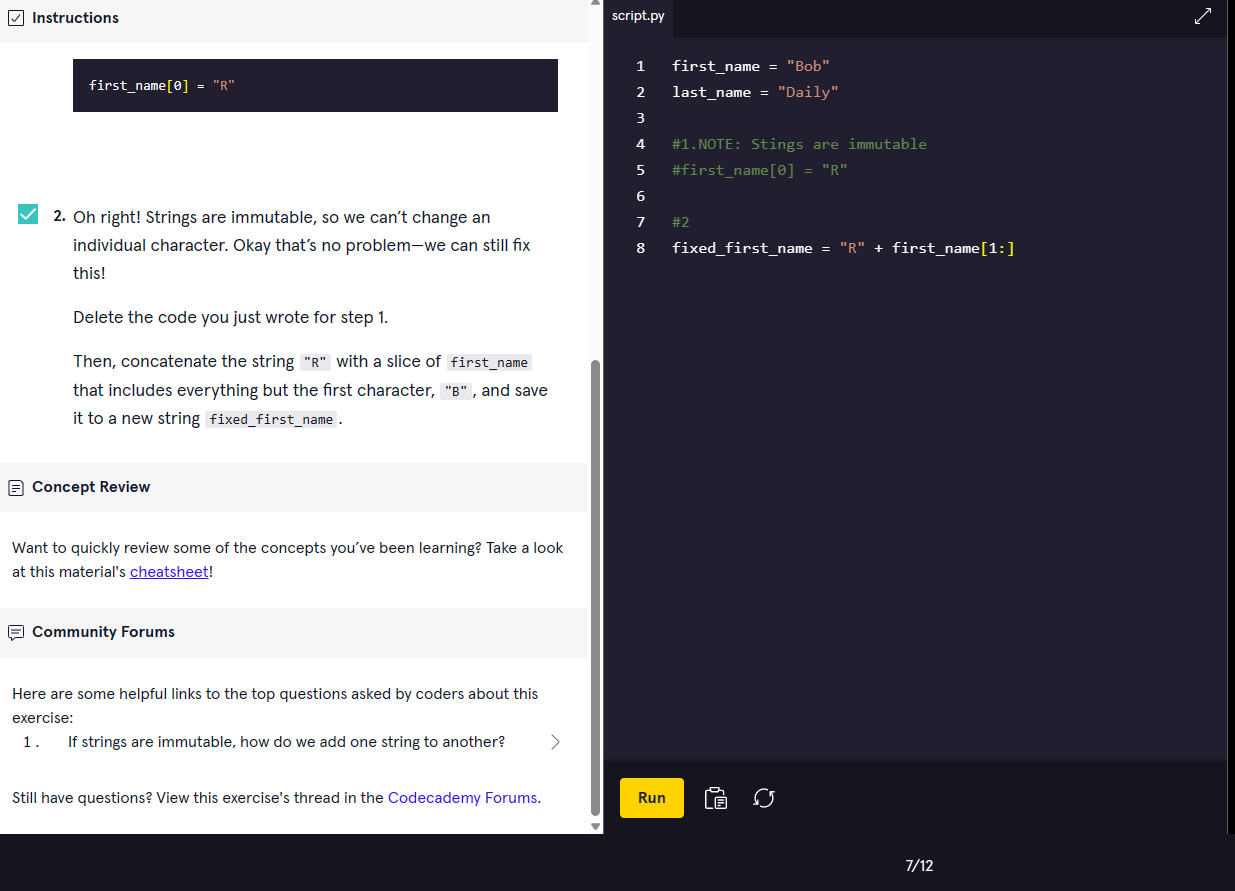 Instructions
first_name[0] = "R"
2. Oh right! Strings are immutable, so we can’t change an
individual character. Okay that’s no problem—we can still fix
this!
Delete the code you just wrote for step 1.
Then, concatenate the string "R" with a slice of first_name
that includes everything but the first character, "B", and save
it to a new string fixed_first_name.
Concept Review
Want to quickly review some of the concepts you’ve been learning? Take a look
at this material's cheatsheet!
Community Forums
Here are some helpful links to the top questions asked by coders about this
exercise:
1. If strings are immutable, how do we add one string to another?
Still have questions? View this exercise's thread in the Codecademy Forums.
script.py
1 first_name = "Bob"
2 last_name = "Daily"
3
4 #1.NOTE: Stings are immutable
5 #first_name[0] = "R"
6
7 #2
8 fixed_first_name = "R" + first_name[1:]
Run
7/12